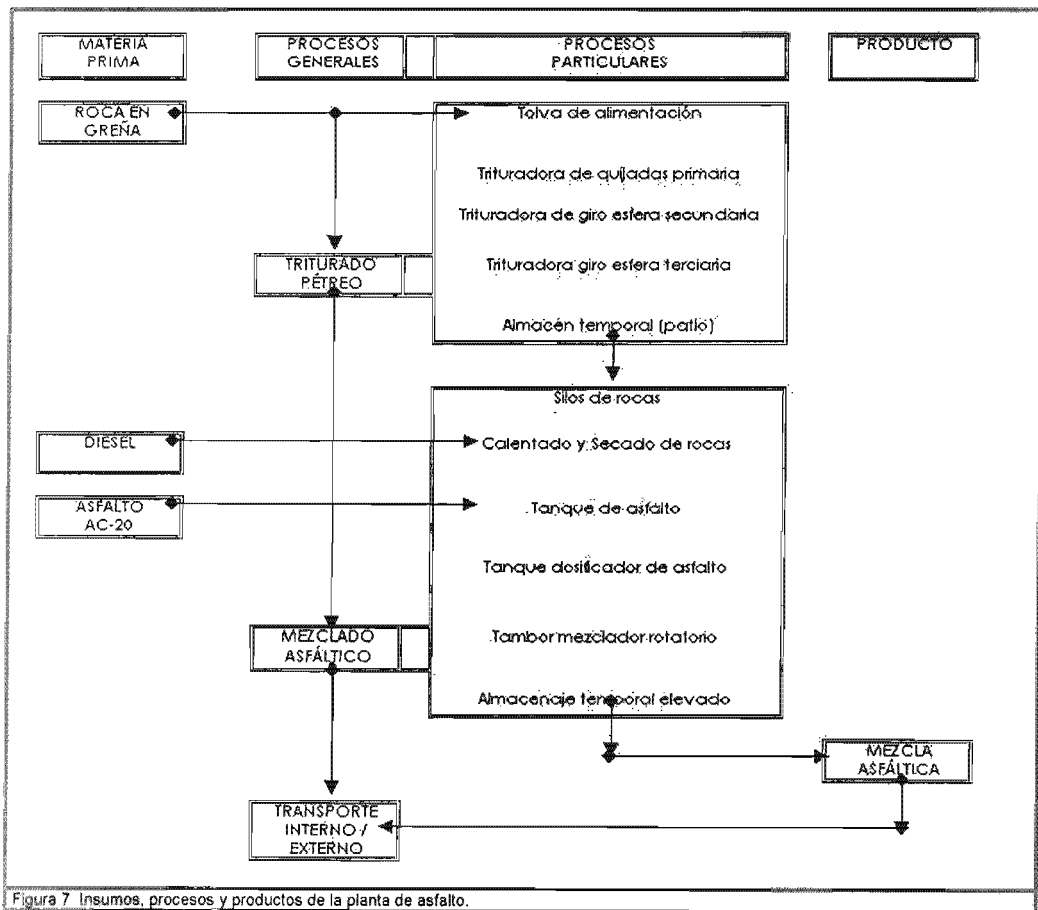 MATERIA
PRIMA
PROCESOS
GENERALES
PROCESOS
PARTICULARES
PRODUCTO
ROCA EN
GREÑA
Tolva de alimentación
Trituradora de quijadas primaria
Trituradora de giro esfera secundaria
TRITURADO
PÉTREO
Trituradora giro esfera terciaria
Almacén temporal (patio)
Silos de rocas
DIESEL
Calentado y Secado de rocas
ASFALTO
AC-20
Tanque de asfalto
Tanque dosificador de asfalto
MEZCLADO
ASFÁLTICO
Tambor mezclador rotatorio
Almacenaje temporal elevado
MEZCLA
ASFÁLTICA
TRANSPORTE
INTERNO /
EXTERNO
Figura 7 Insumos, procesos y productos de la planta de asfalto.